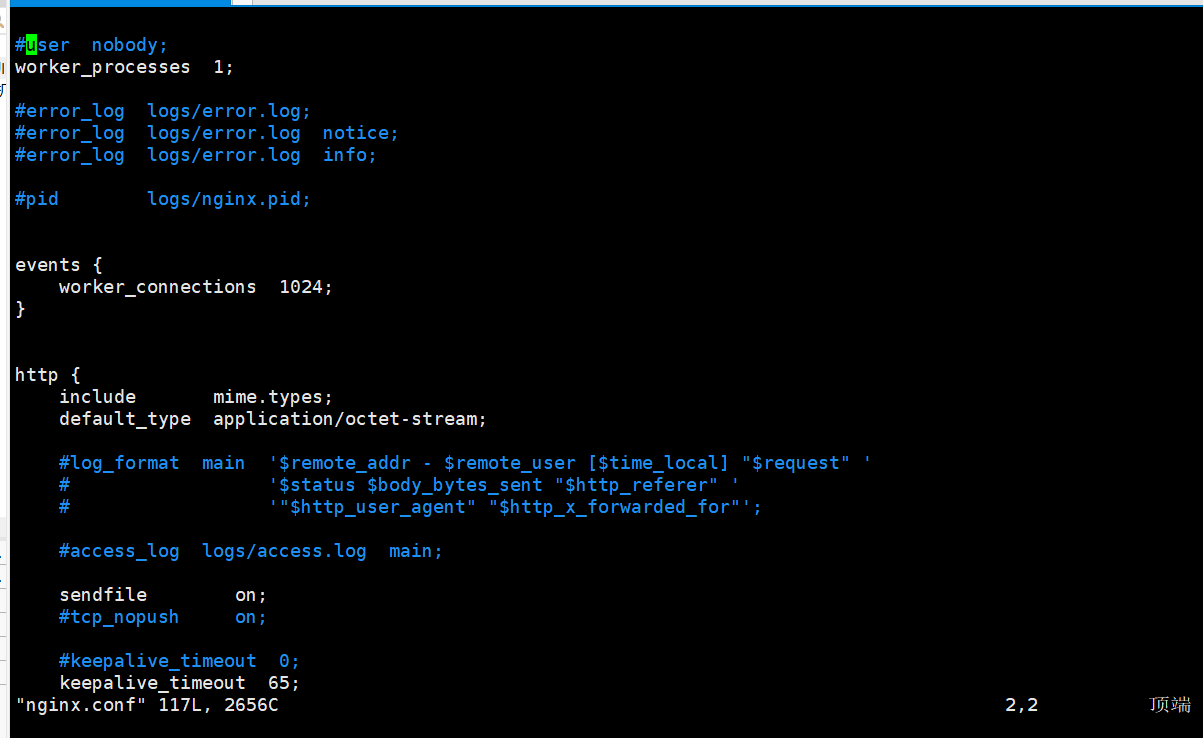 #user  nobody;
worker_processes  1;
#error_log  logs/error.log;
#error_log  logs/error.log  notice;
#error_log  logs/error.log  info;
#pid        logs/nginx.pid;
events {
    worker_connections  1024;
}
http {
    include       mime.types;
    default_type  application/octet-stream;
    #log_format  main  '$remote_addr - $remote_user [$time_local] "$request" '
    #                  '$status $body_bytes_sent "$http_referer" '
    #                  '"$http_user_agent" "$http_x_forwarded_for"';
    #access_log  logs/access.log  main;
    sendfile        on;
    #tcp_nopush     on;
    #keepalive_timeout  0;
    keepalive_timeout  65;
"nginx.conf" 117L, 2656C 2,2 顶端